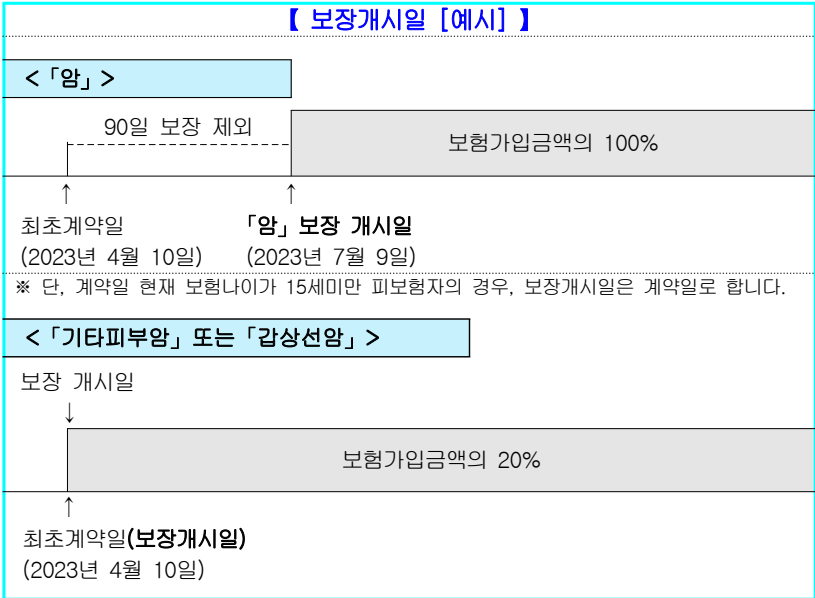 【 보장개시일 [예시] 】
<「암」>
90일 보장 제외
보험가입금액의 100%
↑ ↑
최초계약일 「암」보장 개시일
(2023년 4월 10일) (2023년 7월 9일)
※ 단, 계약일 현재 보험나이가 15세미만 피보험자의 경우, 보장개시일은 계약일로 합니다.
<「기타피부암」또는「갑상선암」>
보장 개시일
↓
보험가입금액의 20%
↑
최초계약일(보장개시일)
(2023년 4월 10일)